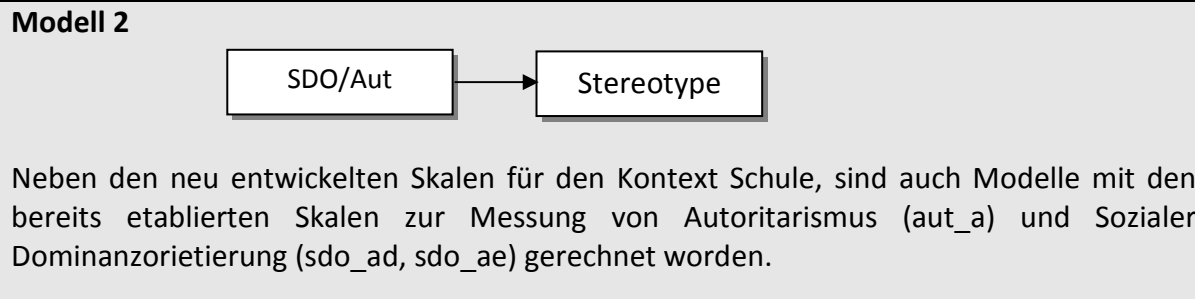 Modell 2
SDO/Aut
Stereotype
Neben den neu entwickelten Skalen für den Kontext Schule, sind auch Modelle mit den
bereits etablierten Skalen zur Messung von Autoritarismus (aut_a) und Sozialer
Dominanzorietierung (sdo_ad, sdo_ae) gerechnet worden.